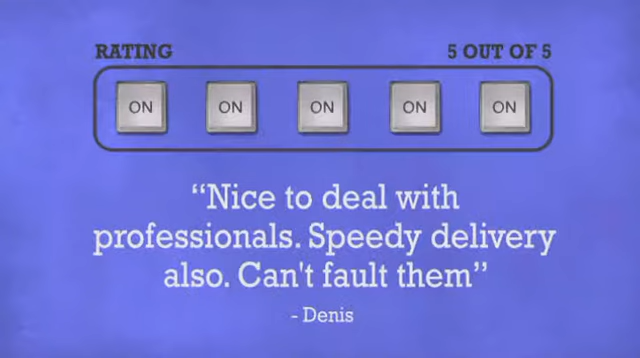 RATING 5 OUT OF 5
ON ON ON ON ON
“Nice to deal with
professionals. Speedy delivery
also. Can't fault them”
- Denis